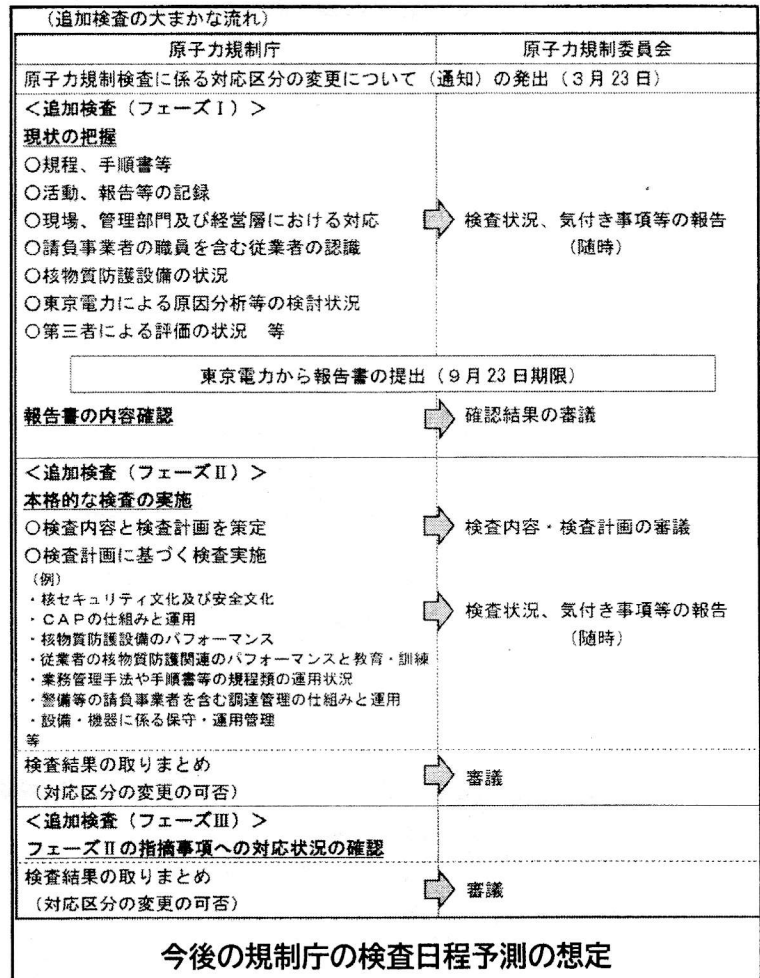 (追加検査の大まかな流れ)
原子力規制庁
原子力規制委員会
原子力規制検査に係る対応区分の変更について(通知)の発出(3月23日)
<追加検査(フェーズⅠ)>
現状の把握
○規程、手順書等
○活動、報告等の記録
○現場、管理部門及び経営層における対応
○請負事業者の職員を含む従業者の認識
○核物質防護設備の状況
○東京電力による原因分析等の検討状況
○第三者による評価の状況 等
検査状況、気付き事項等の報告
(随時)
東京電力から報告書の提出(9月23日期限)
報告書の内容確認
確認結果の審議
<追加検査(フェーズⅡ)>
本格的な検査の実施
○検査内容と検査計画を策定
検査内容・検査計画の審議
○検査計画に基づく検査実施
(例)
・核セキュリティ文化及び安全文化
・CAPの仕組みと運用
・核物質防護設備のパフォーマンス
・従業者の核物質防護関連のパフォーマンスと教育・訓練
・業務管理手法や手順書等の規程類の運用状況
・警備等の請負事業者を含む調達管理の仕組みと運用
・設備・機器に係る保守・運用管理
等
検査状況、気付き事項等の報告
(随時)
検査結果の取りまとめ
(対応区分の変更の可否)
審議
<追加検査(フェーズⅢ)>
フェーズⅡの指摘事項への対応状況の確認
検査結果の取りまとめ
(対応区分の変更の可否)
審議
今後の規制庁の検査日程予測の想定